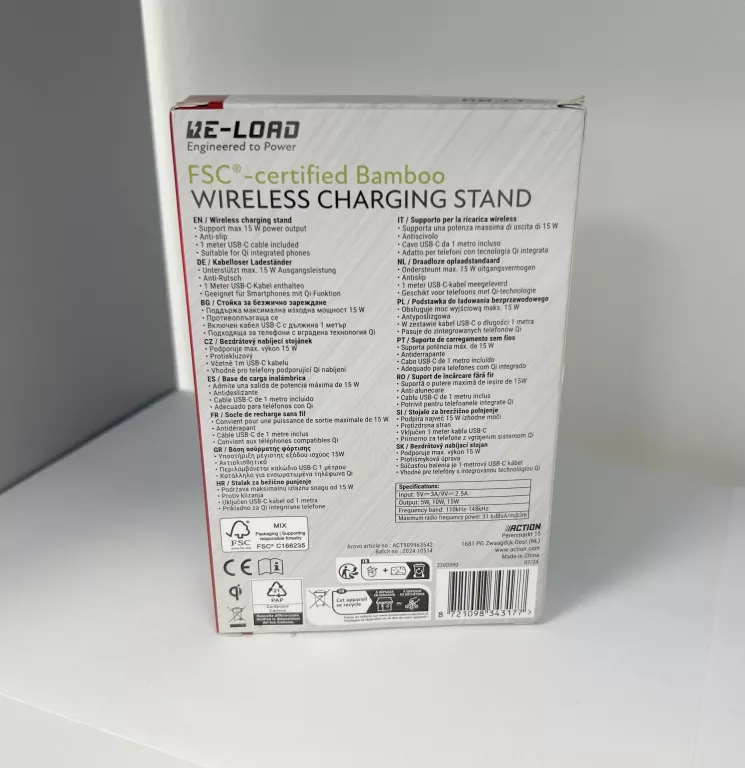 RE-LOAD
Engineered to Power
FSC®-certified Bamboo
WIRELESS CHARGING STAND
EN / Wireless charging stand
• Support max 15 W power output
• Anti-slip
• 1 meter USB-C cable included
• Suitable for Qi integrated phones
DE / Kabelloser Ladeständer
• Unterstützt max. 15 W Ausgangsleistung
• Anti-Rutsch
• 1 Meter USB-C-Kabel enthalten
• Geeignet für Smartphones mit Qi-Funktion
BG / Стойка за безжично зареждане
• Поддържа максимална изходна мощност 15 W
• Противоплъзгаща се
• Включен кабел USB-C с дължина 1 метър
• Подходяща за телефони с вградена технология Qi
CZ / Bezdrátový nabíjecí stojánek
• Podporuje max. výkon 15 W
• Protiskluzový
• Včetně 1m USB-C kabelu
• Vhodné pro telefony podporující Qi nabíjení
ES / Base de carga inalámbrica
• Admite una salida de potencia máxima de 15 W
• Antideslizante
• Cable USB-C de 1 metro incluido
• Adecuado para teléfonos con Qi
FR / Socle de recharge sans fil
• Convient pour une puissance de sortie maximale de 15 W
• Antidérapant
• Câble USB-C de 1 mètre inclus
• Convient aux téléphones compatibles Qi
GR / Βάση ασύρματης φόρτισης
• Υποστήριξη μέγιστης εξόδου ισχύος 15W
• Αντιολισθητικό
• Περιλαμβάνεται καλώδιο USB-C 1 μέτρου
• Κατάλληλο για ενσωματωμένα τηλέφωνα Qi
HR / Stalak za bežično punjenje
• Podržava maksimalnu izlaznu snagu od 15 W
• Protiv klizanja
• Uključen USB-C kabel od 1 metra
• Prikladno za Qi integrirane telefone
IT / Supporto per la ricarica wireless
• Supporta una potenza massima di uscita di 15 W
• Antiscivolo
• Cavo USB-C da 1 metro incluso
• Adatto per telefoni con tecnologia Qi integrata
NL / Draadloze oplaadstandaard
• Ondersteunt max. 15 W uitgangsvermogen
• Antislip
• 1 meter USB-C-kabel meegeleverd
• Geschikt voor telefoons met Qi-technologie
PL / Podstawka do ładowania bezprzewodowego
• Obsługuje moc wyjściową maks. 15 W
• Antypoślizgowa
• W zestawie kabel USB-C o długości 1 metra
• Pasuje do zintegrowanych telefonów Qi
PT / Suporte de carregamento sem fios
• Suporta potência máx. de 15 W
• Antiderrapante
• Cabo USB-C de 1 metro incluído
• Adequado para telefones com Qi integrado
RO / Suport de încărcare fără fir
• Suportă o putere maximă de ieșire de 15W
• Anti-alunecare
• Cablu USB-C de 1 metru inclus
• Potrivit pentru telefoanele integrate Qi
SI / Stojalo za brezžično polnjenje
• Podpira največ 15 W izhodne moči
• Protizdrsna stran
• Vključen 1 meter kabla USB-C
• Primerno za telefone z vgrajenim sistemom Qi
SK / Bezdrôtový nabíjací stojan
• Podporuje max. výkon 15 W
• Protišmyková úprava
• Súčasťou balenia je 1-metrový USB-C kábel
• Vhodné pre telefóny s integrovanou technológiou Qi
Specifications:
Input: 5V⎓3A/9V⎓2.5A
Output: 5W, 10W, 15W
Frequency band: 110kHz-148kHz
Maximum radio frequency power: 31.6dBuA/m@3m
FSC
www.fsc.org
MIX
Packaging | Supporting responsible forestry
FSC® C166235
Arovo article no : ACT909463542
Batch no : 2024-10514
ACTION
Perenmarkt 15
1681 PG Zwaagdijk-Oost (NL)
www.action.com
Made in China
07/24
3200390
CE
qi
21
PAP
FR
FR
Cet appareil se recycle
8 721098 343177 >